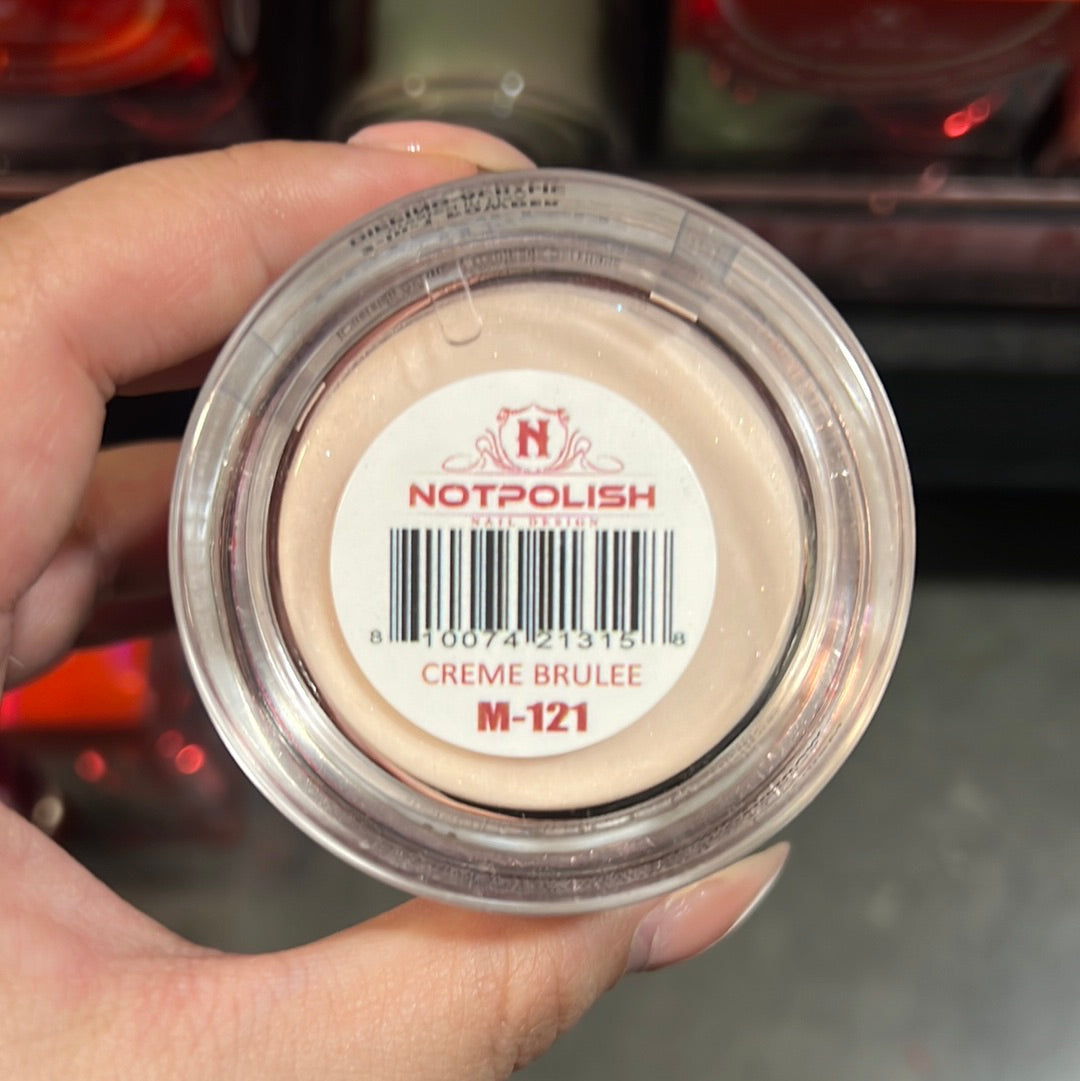 N
NOTPOLISH
NAIL DESIGN
8 10074 21315 8
CREME BRULEE
M-121